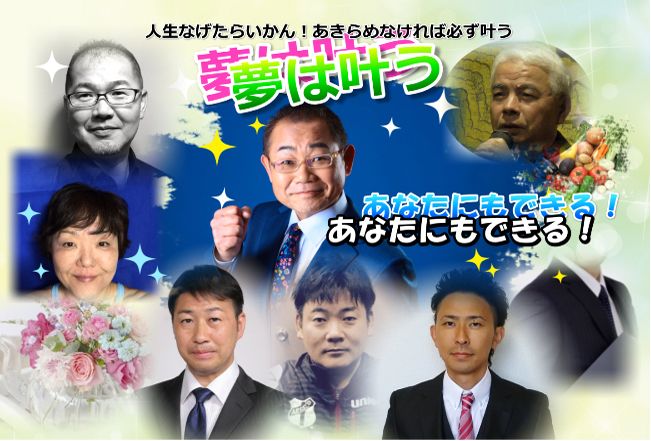 人生なげたらいかん！あきらめなければ必ず叶う
夢は叶う
あなたにもできる！
あなたにもできる！